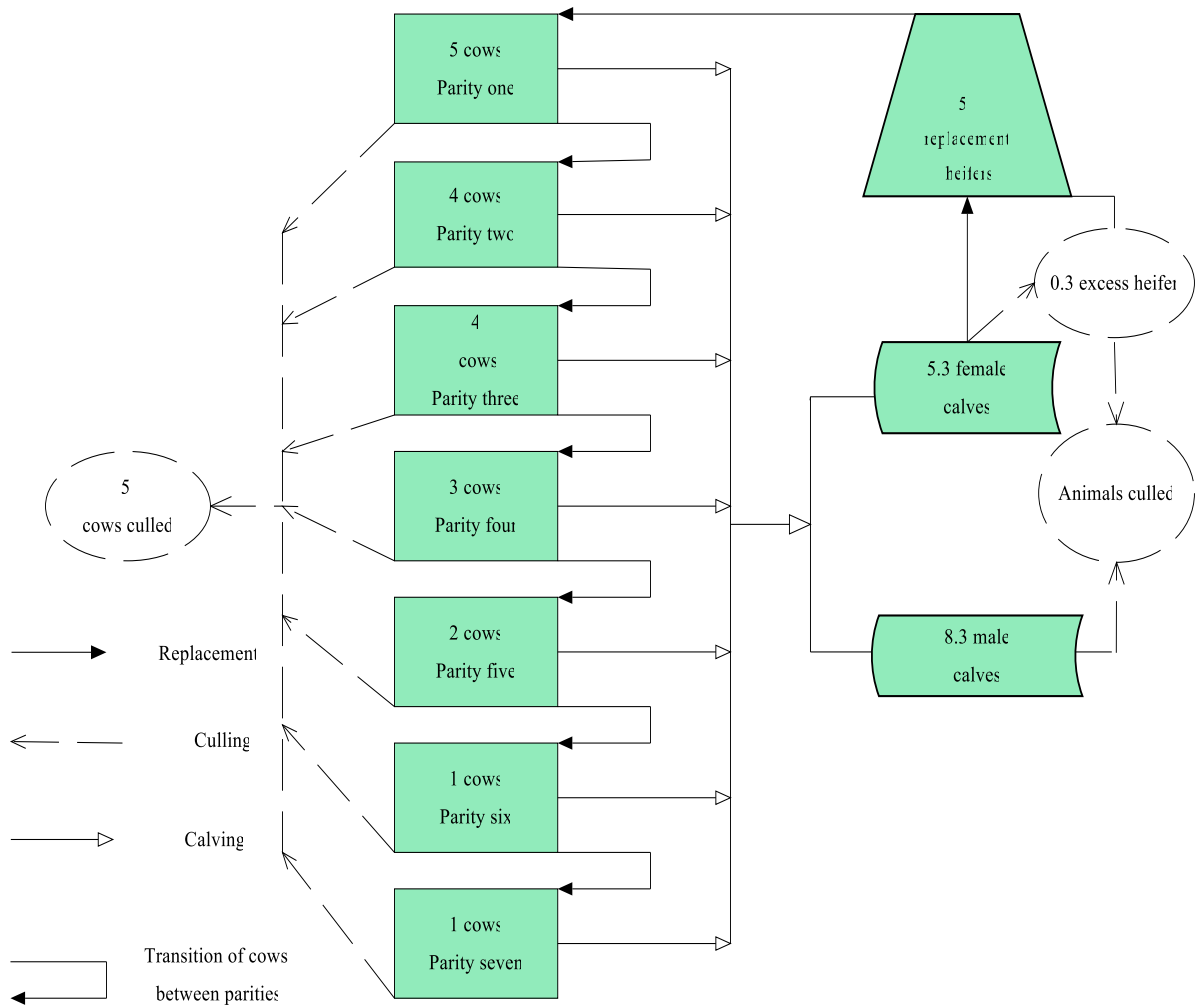 5 cows
Parity one
4 cows
Parity two
4
cows
Parity three
3 cows
Parity four
2 cows
Parity five
1 cows
Parity six
1 cows
Parity seven
5
replacement
heifers
0.3 excess heifer
5.3 female
calves
Animals culled
8.3 male
calves
5
cows culled
Replacement
Culling
Calving
Transition of cows
between parities